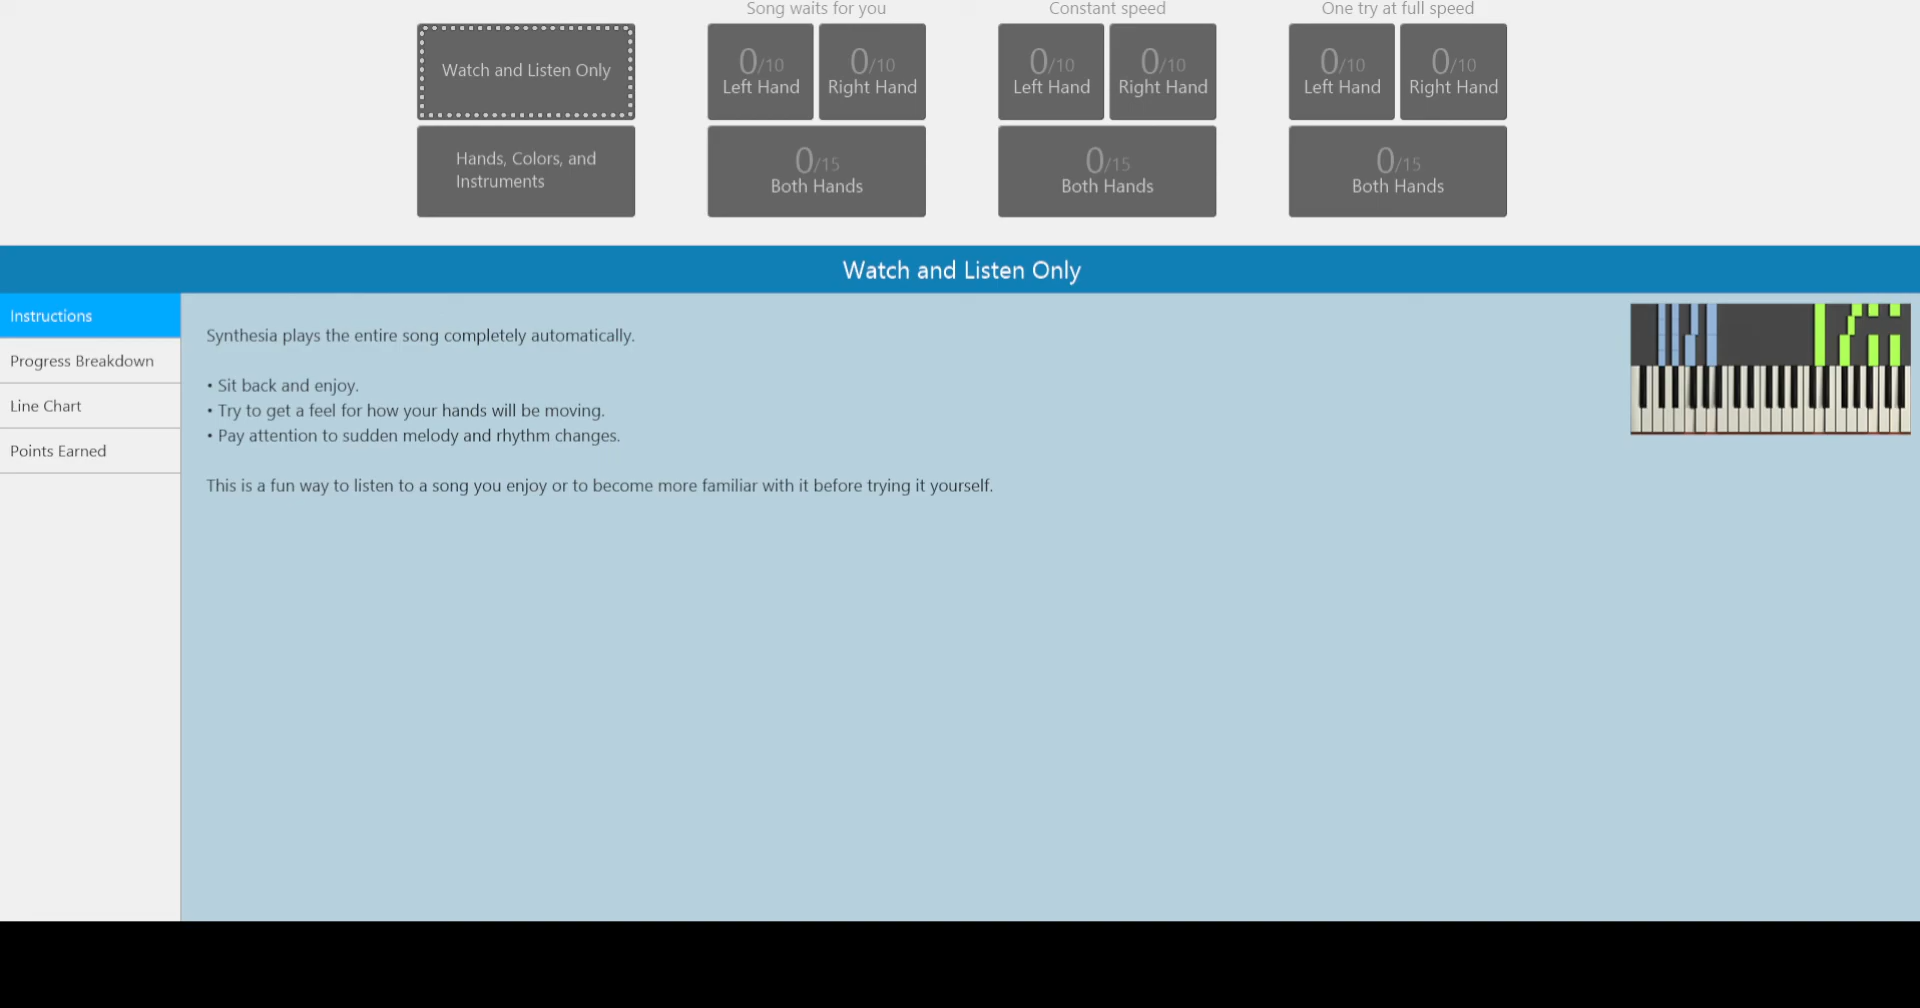 Song waits for you
Constant speed
One try at full speed
Watch and Listen Only
0/10
Left Hand
0/10
Right Hand
0/10
Left Hand
0/10
Right Hand
0/10
Left Hand
0/10
Right Hand
Hands, Colors, and
Instruments
0/15
Both Hands
0/15
Both Hands
0/15
Both Hands
Watch and Listen Only
Instructions
Progress Breakdown
Line Chart
Points Earned
Synthesia plays the entire song completely automatically.
• Sit back and enjoy.
• Try to get a feel for how your hands will be moving.
• Pay attention to sudden melody and rhythm changes.
This is a fun way to listen to a song you enjoy or to become more familiar with it before trying it yourself.